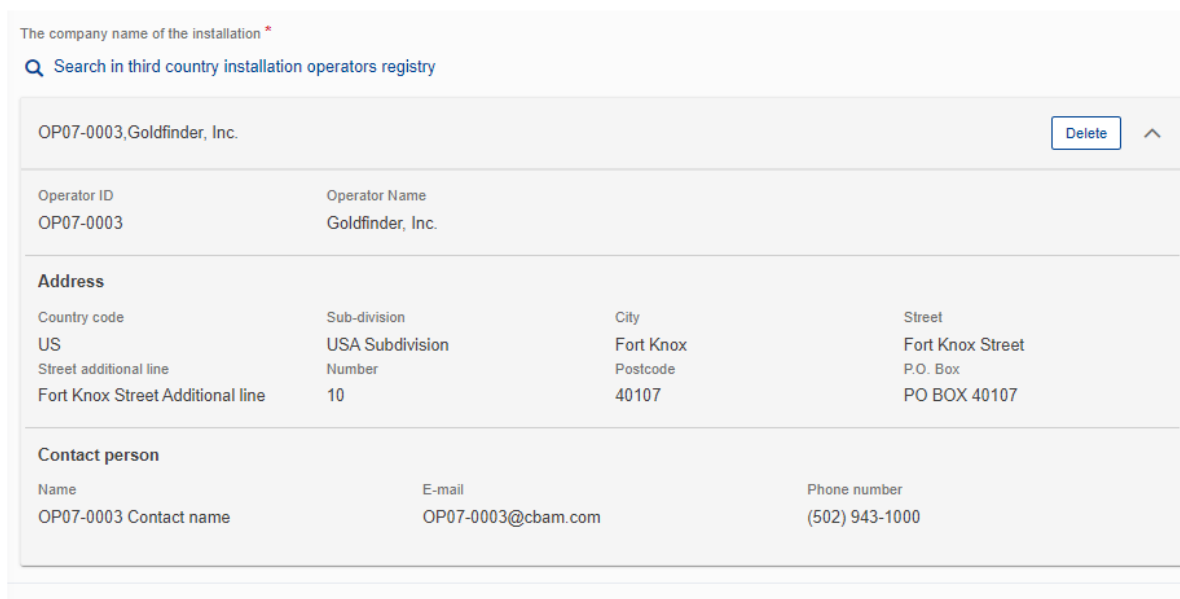 The company name of the installation *
Search in third country installation operators registry
OP07-0003,Goldfinder, Inc. Delete
Operator ID Operator Name
OP07-0003 Goldfinder, Inc.
Address
Country code Sub-division City Street
US USA Subdivision Fort Knox Fort Knox Street
Street additional line Number Postcode P.O. Box
Fort Knox Street Additional line 10 40107 PO BOX 40107
Contact person
Name E-mail Phone number
OP07-0003 Contact name OP07-0003@cbam.com (502) 943-1000